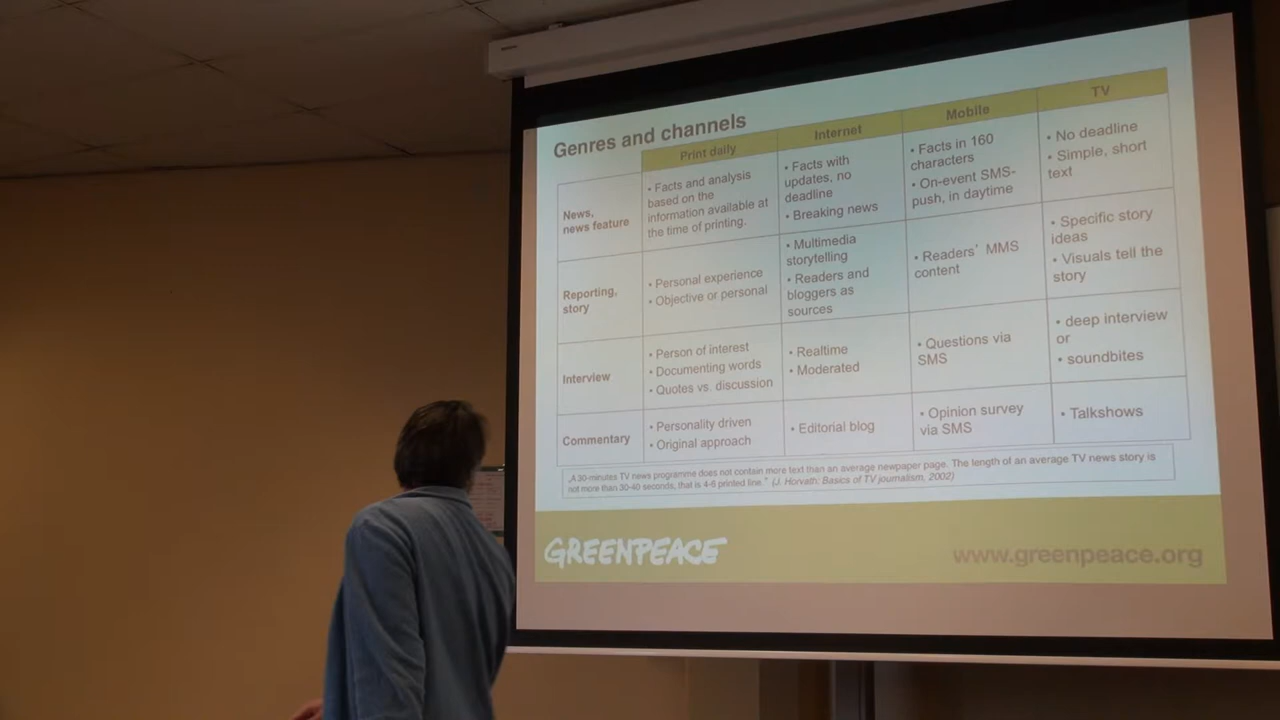 Genres and channels
Print daily
Internet
Mobile
TV
News,
news feature
• Facts and analysis
based on the
information available at
the time of printing.
• Facts with
updates, no
deadline
• Breaking news
• Facts in 160
characters
• On-event SMS-
push, in daytime
• No deadline
• Simple, short
text
Reporting,
story
• Personal experience
• Objective or personal
• Multimedia
storytelling
• Readers and
bloggers as
sources
• Readers' MMS
content
• Specific story
ideas
• Visuals tell the
story
Interview
• Person of interest
• Documenting words
• Quotes vs. discussion
• Realtime
• Moderated
• Questions via
SMS
• deep interview
or
• soundbites
Commentary
• Personality driven
• Original approach
• Editorial blog
• Opinion survey
via SMS
• Talkshows
„A 30-minutes TV news programme does not contain more text than an average newpaper page. The length of an average TV news story is
not more than 30-40 seconds, that is 4-6 printed line." (J. Horvath: Basics of TV journalism, 2002)
GREENPEACE
www.greenpeace.org